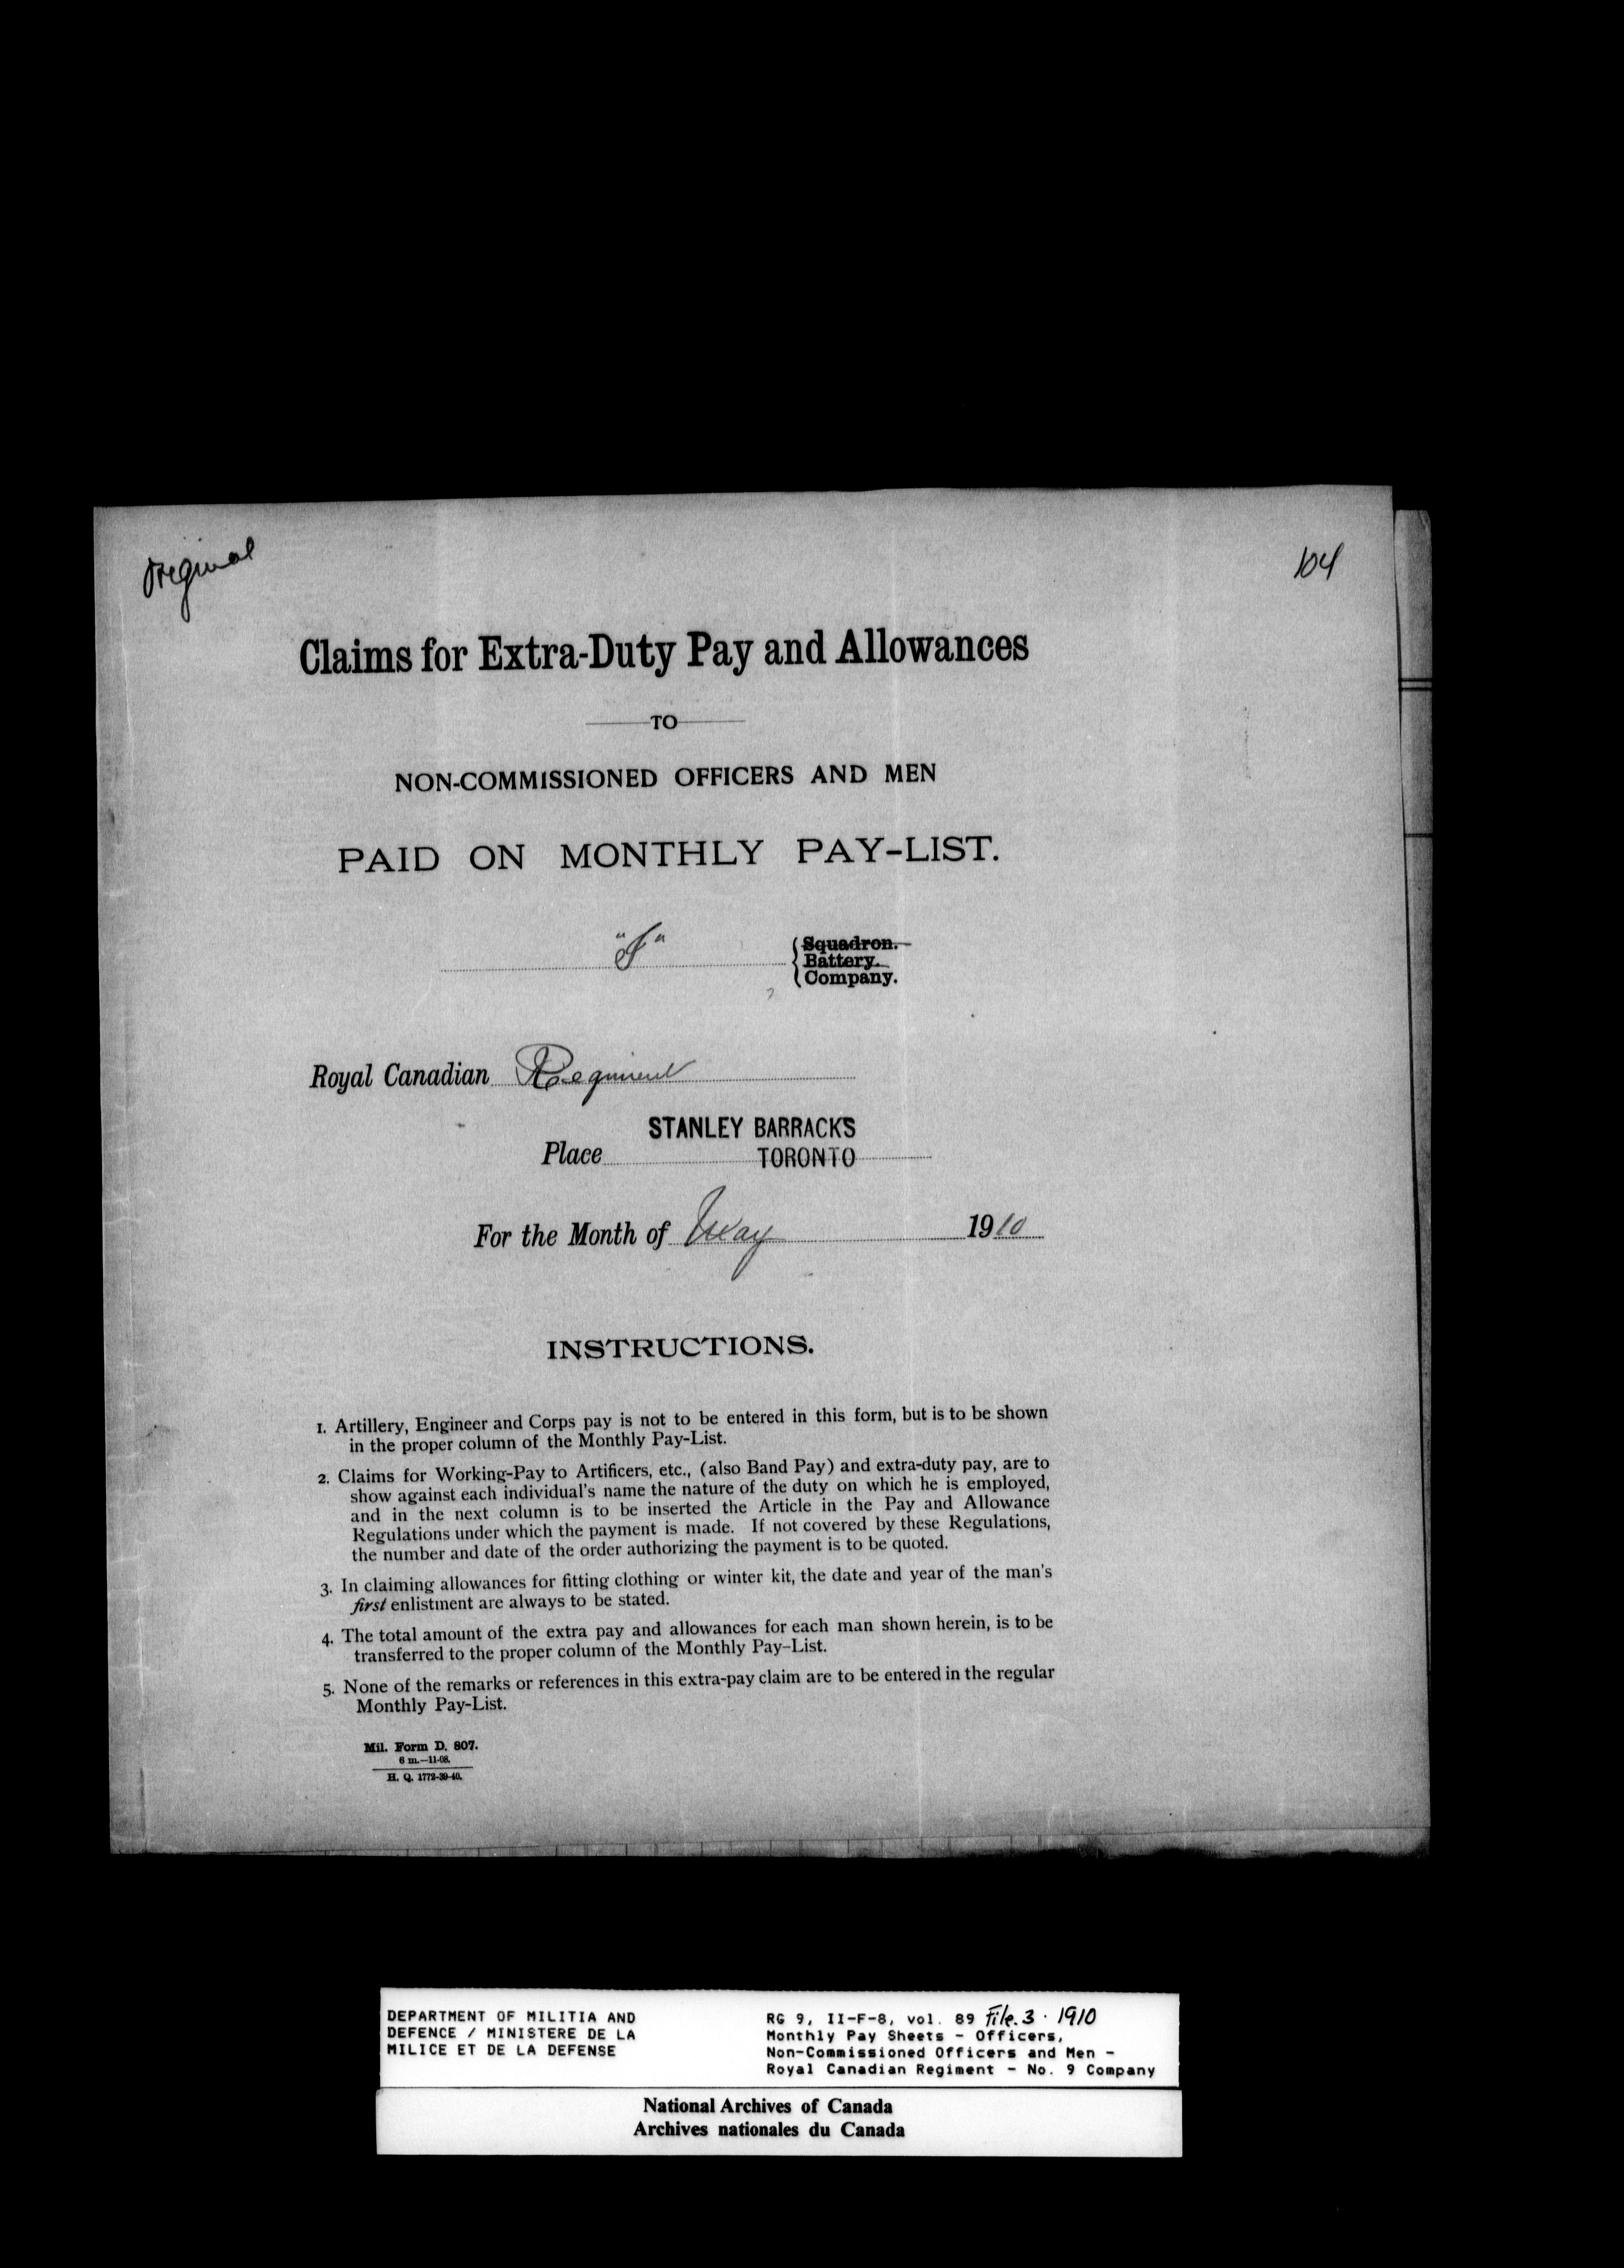 Original
104
Claims for Extra-Duty Pay and Allowances
TO
NON-COMMISSIONED OFFICERS AND MEN
PAID ON MONTHLY PAY-LIST.
Squadron.
Battery.
Company.
Royal Canadian Regiment
STANLEY BARRACKS
Place TORONTO
For the Month of May 1910
INSTRUCTIONS.
1. Artillery, Engineer and Corps pay is not to be entered in this form, but is to be shown
in the proper column of the Monthly Pay-List.
2. Claims for Working-Pay to Artificers, etc., (also Band Pay) and extra-duty pay, are to
show against each individual's name the nature of the duty on which he is employed,
and in the next column is to be inserted the Article in the Pay and Allowance
Regulations under which the payment is made. If not covered by these Regulations,
the number and date of the order authorizing the payment is to be quoted.
3. In claiming allowances for fitting clothing or winter kit, the date and year of the man's
first enlistment are always to be stated.
4. The total amount of the extra pay and allowances for each man shown herein, is to be
transferred to the proper column of the Monthly Pay-List.
5. None of the remarks or references in this extra-pay claim are to be entered in the regular
Monthly Pay-List.
Mil. Form D. 807.
6 m.—11-08.
H. Q. 1772-39-40.
DEPARTMENT OF MILITIA AND
DEFENCE / MINISTERE DE LA
MILICE ET DE LA DEFENSE
RG 9, II-F-8, vol. 89 File. 3 · 1910
Monthly Pay Sheets - Officers,
Non-Commissioned Officers and Men -
Royal Canadian Regiment - No. 9 Company
National Archives of Canada
Archives nationales du Canada